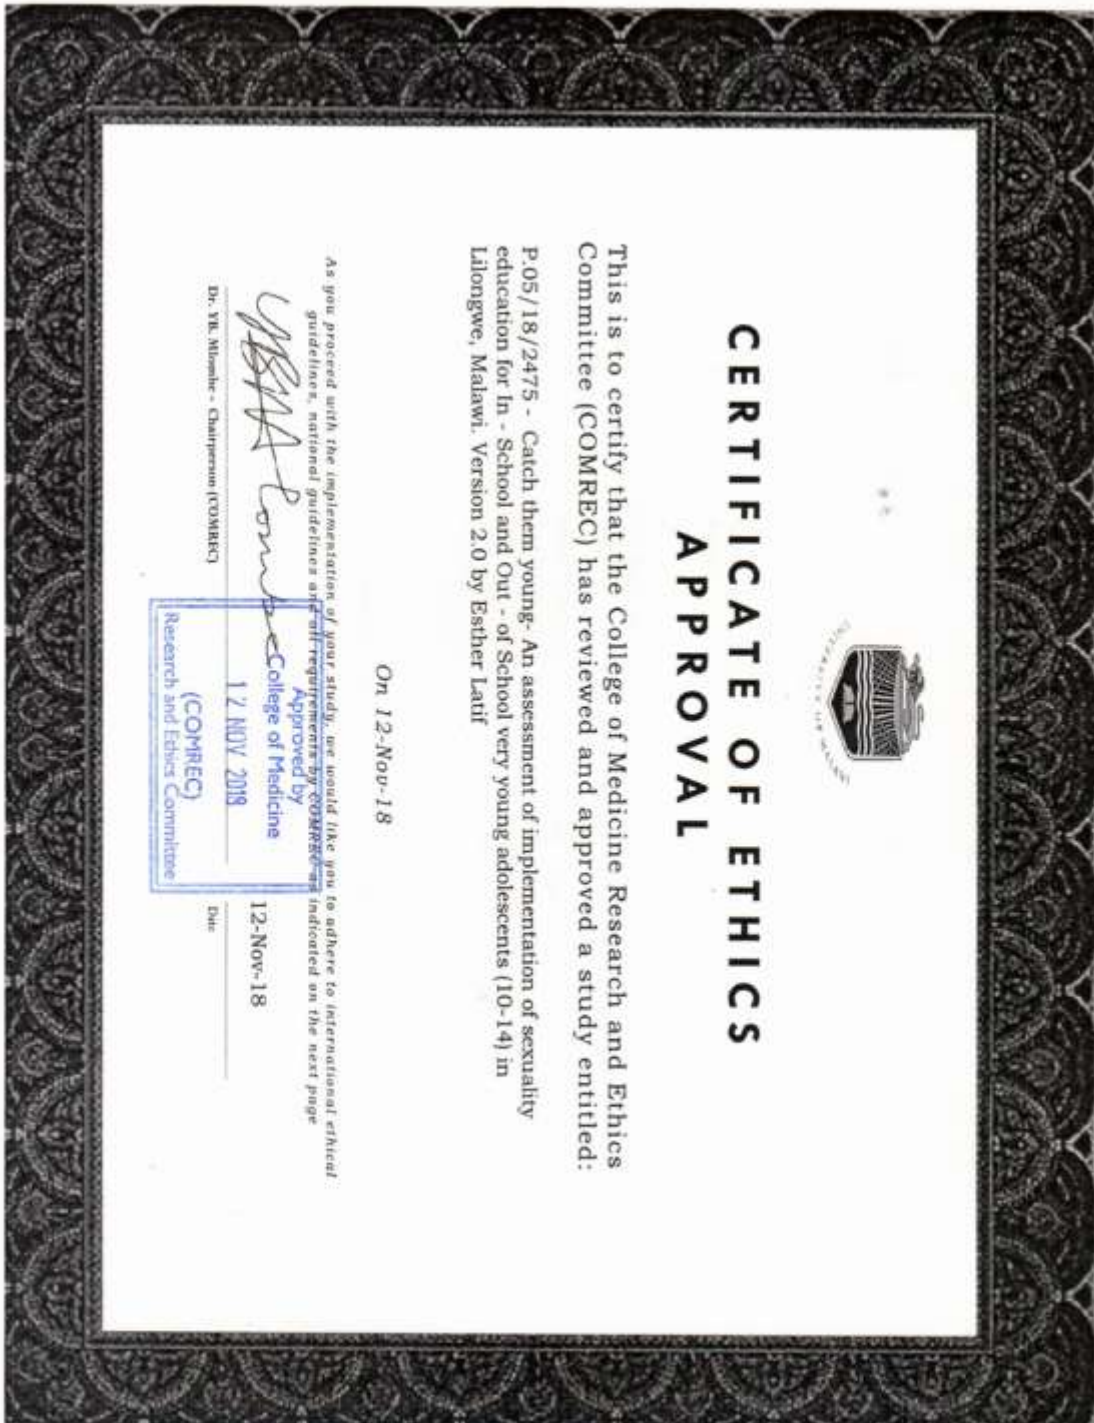 UNIVERSITY OF MALAWI
CERTIFICATE OF ETHICS
APPROVAL
This is to certify that the College of Medicine Research and Ethics
Committee (COMREC) has reviewed and approved a study entitled:
P.05/18/2475 - Catch them young- An assessment of implementation of sexuality
education for In - School and Out - of School very young adolescents (10-14) in
Lilongwe, Malawi. Version 2.0 by Esther Latif
On 12-Nov-18
As you proceed with the implementation of your study, we would like you to adhere to international ethical
guidelines, national guidelines and all requirements by COMREC as indicated on the next page
Approved by
College of Medicine
12 NOV 2018
(COMREC)
Research and Ethics Committee
12-Nov-18
Dr. YB. Mlombe - Chairperson (COMREC)
Date